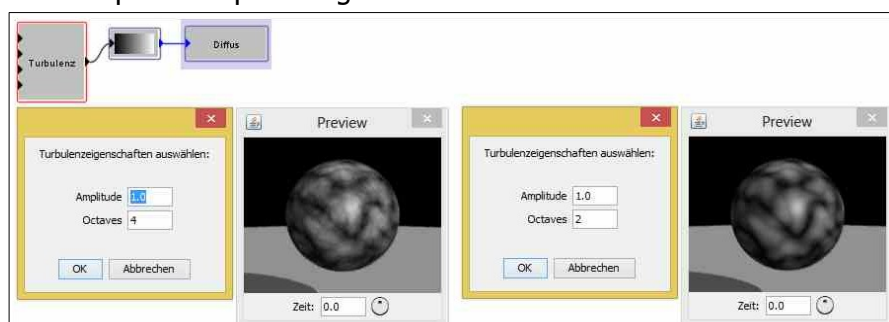 Turbulenz
Diffus
Turbulenzeigenschaften auswählen:
Amplitude 1.0
Octaves 4
OK Abbrechen
Preview
Zeit: 0.0
Turbulenzeigenschaften auswählen:
Amplitude 1.0
Octaves 2
OK Abbrechen
Preview
Zeit: 0.0